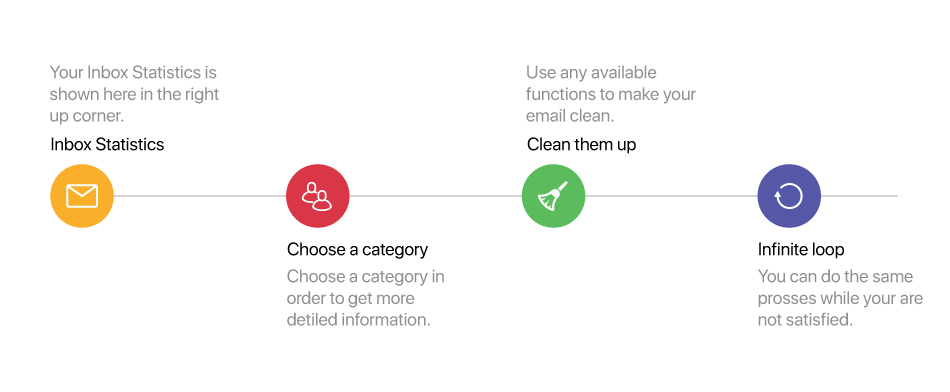 Your Inbox Statistics is
shown here in the right
up corner.
Inbox Statistics
Choose a category
Choose a category in
order to get more
detiled information.
Use any available
functions to make your
email clean.
Clean them up
Infinite loop
You can do the same
prosses while your are
not satisfied.